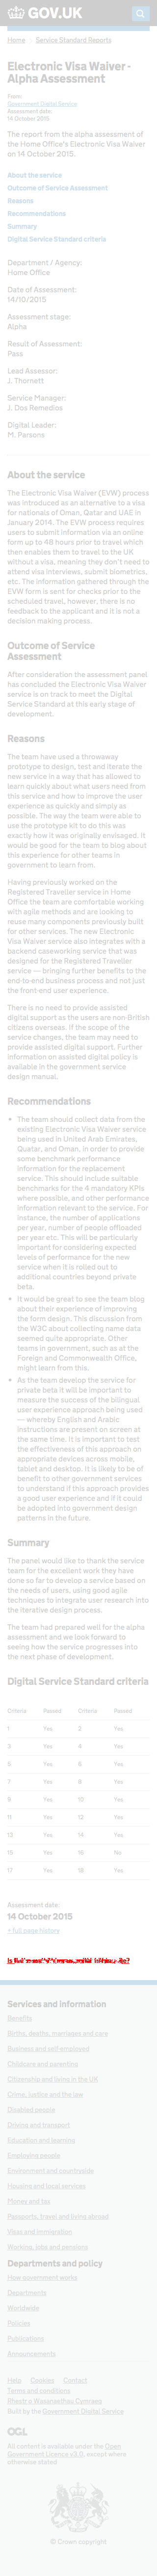 GOV.UK
Home Service Standard Reports
Electronic Visa Waiver -
Alpha Assessment
From:
Government Digital Service
Assessment date:
14 October 2015
The report from the alpha assessment
of the Home Office's Electronic Visa Waiver
on 14 October 2015.
About the service
Outcome of Service Assessment
Reasons
Recommendations
Summary
Digital Service Standard criteria
Department / Agency:
Home Office
Date of Assessment:
14/10/2015
Assessment stage:
Alpha
Result of Assessment:
Pass
Lead Assessor:
J. Thornett
Service Manager:
J. Dos Remedios
Digital Leader:
M. Parsons
About the service
The Electronic Visa Waiver (EVW) process
was introduced as an alternative to a visa
for nationals of Oman, Qatar and UAE in
January 2014. The EVW process requires
users to submit information via an online
form up to 48 hours prior to travel which
then enables them to travel to the UK
without a visa, meaning they don't need to
attend visa interviews, submit biometrics,
etc. The information gathered through the
EVW form is sent for checks prior to the
scheduled travel, however, there is no
feedback to the applicant and it is not a
decision making process.
Outcome of Service
Assessment
After consideration the assessment panel
has concluded the Electronic Visa Waiver
service is on track to meet the Digital
Service Standard at this early stage of
development.
Reasons
The team have used a throwaway
prototype to design, test and iterate the
new service in a way that has allowed to
learn quickly about what users need from
this service and how to improve the user
experience as quickly and simply as
possible. The way the team were able to
use the prototype kit to do this was
exactly how it was originally envisaged. It
would be good for the team to blog about
this experience for other teams in
government to learn from.
Having previously worked on the
Registered Traveller service in Home
Office the team are comfortable working
with agile methods and are looking to
reuse components previously built for
other services. The new Electronic
Visa Waiver service also integrates with a
backend caseworking service that was
designed for the Registered Traveller
service — bringing further benefits to the
end to end business process and not just
the front-end user experience.
There is no need to provide assisted
digital support as the users are non-British
citizens overseas. If the scope of the
service changes, the team may need to
provide assisted digital support. Further
information on assisted digital policy is
available in the government service
design manual.
Recommendations
The team should collect data from the
existing Electronic Visa Waiver service
being used in United Arab Emirates,
Quatar, and Oman, in order to provide
some benchmark performance
information for the replacement
service. This should include suitable
benchmarks for the 4 mandatory KPIs
where possible, and other performance
information relevant to the service. For
instance, the number of applications
per year, number of people refused
per year etc. This will be particularly
important for considering expected
levels of performance for the new
service when it is rolled out to
additional countries beyond private
beta.
It would be great to see the team blog
about their experience of improving
the form design. This discussion from
the W3C about collecting name data
seemed quite appropriate. Other
teams in government, such as at the
Foreign and Commonwealth Office,
might learn from this.
As the team develop the service for
private beta it will be important to
measure the success of the bilingual
user experience approach being used
— whereby English and Arabic
instructions are present on screen at
the same time. It is important to test
the effectiveness of this approach on
appropriate devices such as mobile,
tablet and desktop. It is likely to be of
benefit to other government services
to understand if this approach provides
a good user experience and if it could
be adopted into government design
patterns in the future.
Summary
The panel would like to thank the service
team for the excellent work they have
done so far to develop a service based on
the needs of users, using good agile
techniques to integrate user research into
the iterative design process.
The team had prepared well for the alpha
assessment and we look forward to
seeing how the service progresses into
the next phase of development.
Digital Service Standard criteria
Criteria Passed Criteria Passed
1 Yes 2 Yes
3 Yes 4 Yes
5 Yes 6 Yes
7 Yes 8 Yes
9 Yes 10 Yes
11 Yes 12 Yes
13 Yes 14 Yes
15 Yes 16 No
17 Yes 18 Yes
Assessment date:
14 October 2015
+ full page history
Services and information
Benefits
Births, deaths, marriages and care
Business and self-employed
Childcare and parenting
Citizenship and living in the UK
Crime, justice and the law
Disabled people
Driving and transport
Education and learning
Employing people
Environment and countryside
Housing and local services
Money and tax
Passports, travel and living abroad
Visas and immigration
Working, jobs and pensions
Departments and policy
How government works
Departments
Worldwide
Policies
Publications
Announcements
Help Cookies Contact
Terms and conditions
Rhestr o Wasanaethau Cymraeg
Built by the Government Digital Service
OGL
All content is available under the Open
Government Licence v3.0, except where
otherwise stated
© Crown copyright